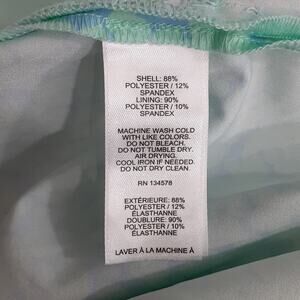 SHELL: 88%
POLYESTER / 12%
SPANDEX
LINING: 90%
POLYESTER / 10%
SPANDEX
MACHINE WASH COLD
WITH LIKE COLORS.
DO NOT BLEACH.
DO NOT TUMBLE DRY.
AIR DRYING.
COOL IRON IF NEEDED.
DO NOT DRY CLEAN.
RN 134578
EXTÉRIEURE: 88%
POLYESTER / 12%
ÉLASTHANNE
DOUBLURE: 90%
POLYESTER / 10%
ÉLASTHANNE
LAVER À LA MACHINE À